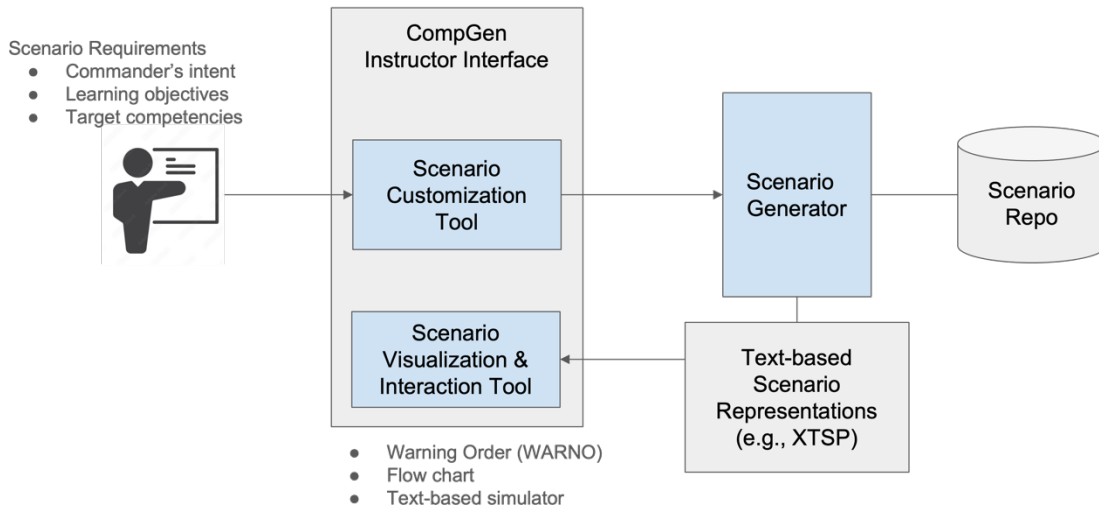 Scenario Requirements
● Commander's intent
● Learning objectives
● Target competencies
CompGen
Instructor Interface
Scenario
Customization
Tool
Scenario
Generator
Scenario
Repo
Scenario
Visualization &
Interaction Tool
Text-based
Scenario
Representations
(e.g., XTSP)
● Warning Order (WARNO)
● Flow chart
● Text-based simulator